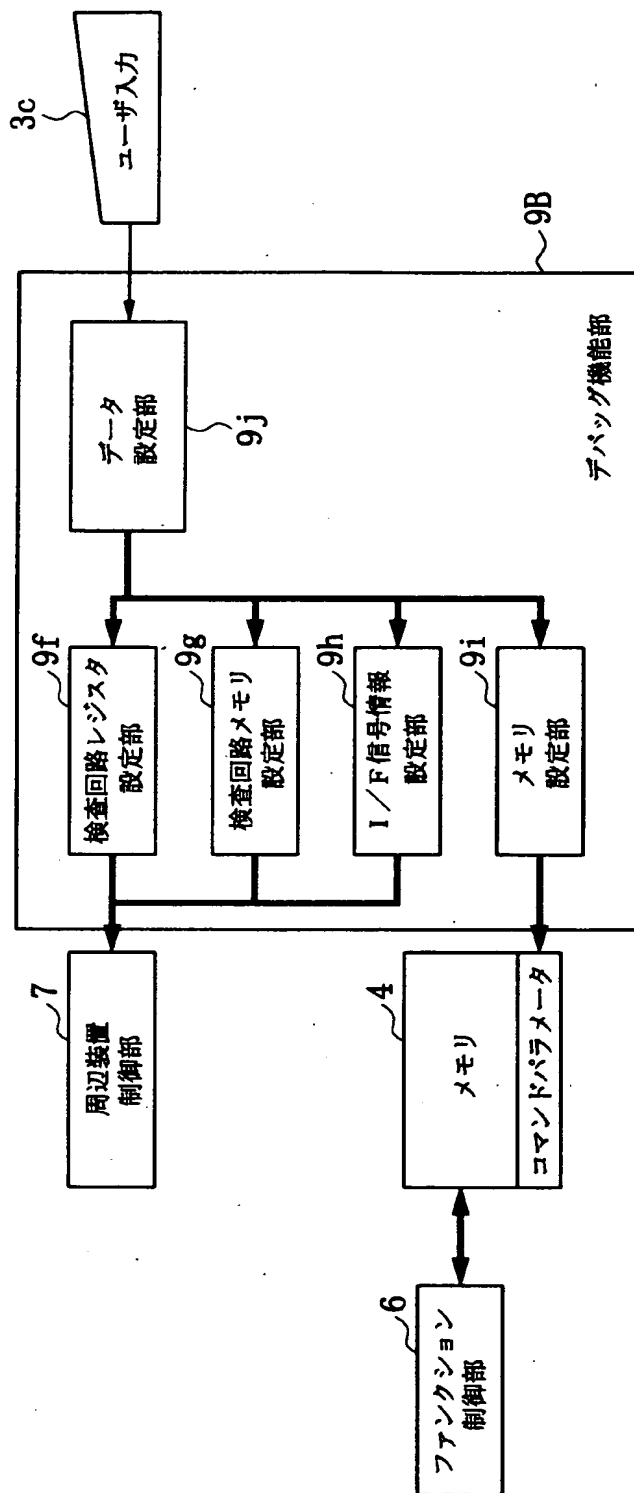 3c
ユーザ入力
9B
データ
設定部
9j
デバッグ機能部
9f
検査回路レジスタ
設定部
9g
検査回路メモリ
設定部
9h
I/F信号情報
設定部
9i
メモリ
設定部
7
周辺装置
制御部
4
メモリ
コマンドパラメータ
6
ファンクション
制御部